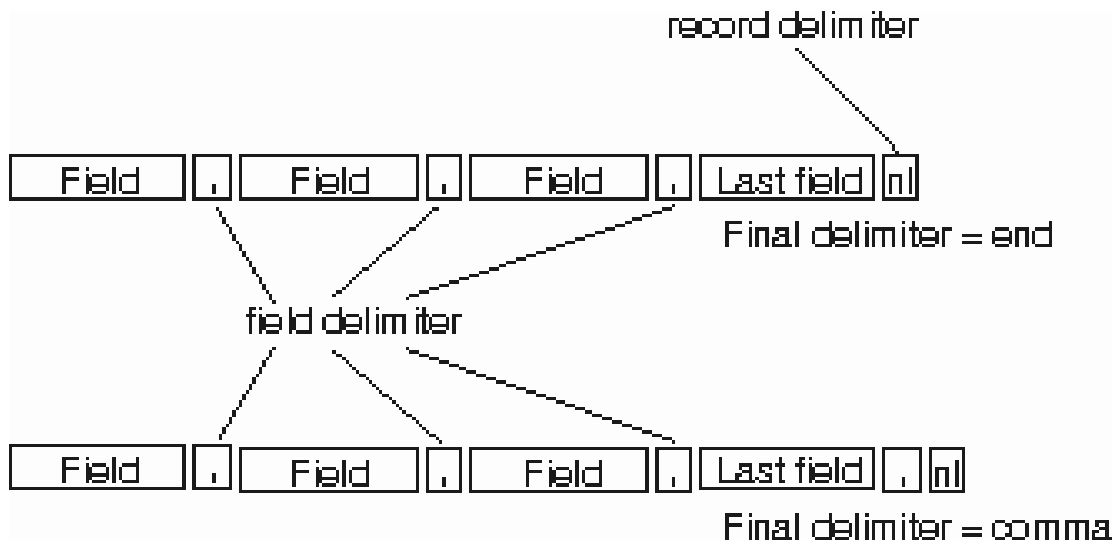 record delimiter
Field , Field , Field , Last field nl
Final delimiter = end
field delimiter
Field , Field , Field , Last field , nl
Final delimiter = comma